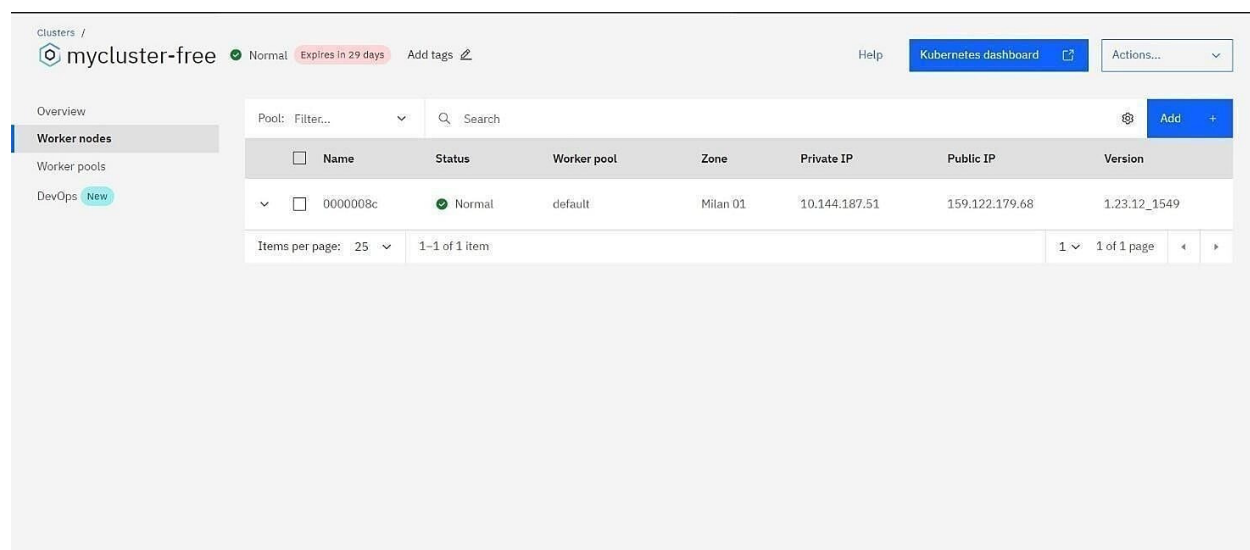 Clusters /
mycluster-free Normal Expires in 29 days Add tags Help Kubernetes dashboard Actions...
Overview
Worker nodes
Worker pools
DevOps New
Pool: Filter... Search Add +
Name Status Worker pool Zone Private IP Public IP Version
0000008c Normal default Milan 01 10.144.187.51 159.122.179.68 1.23.12_1549
Items per page: 25 1–1 of 1 item 1 1 of 1 page